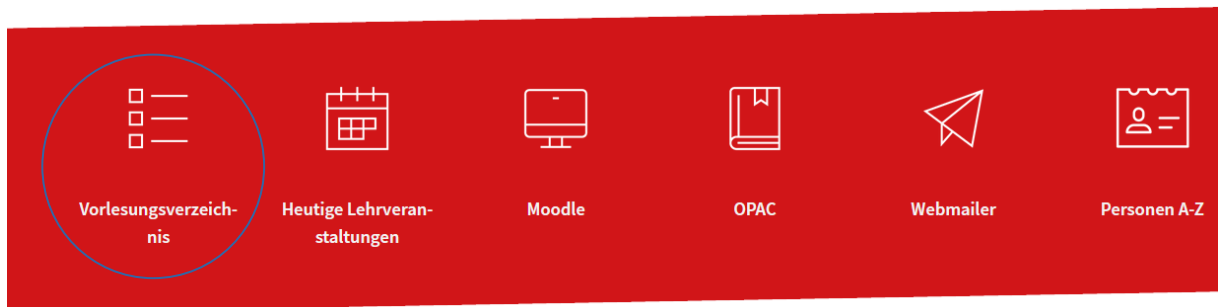 Vorlesungsverzeich-
nis
Heutige Lehrveran-
staltungen
Moodle
OPAC
Webmailer
Personen A-Z